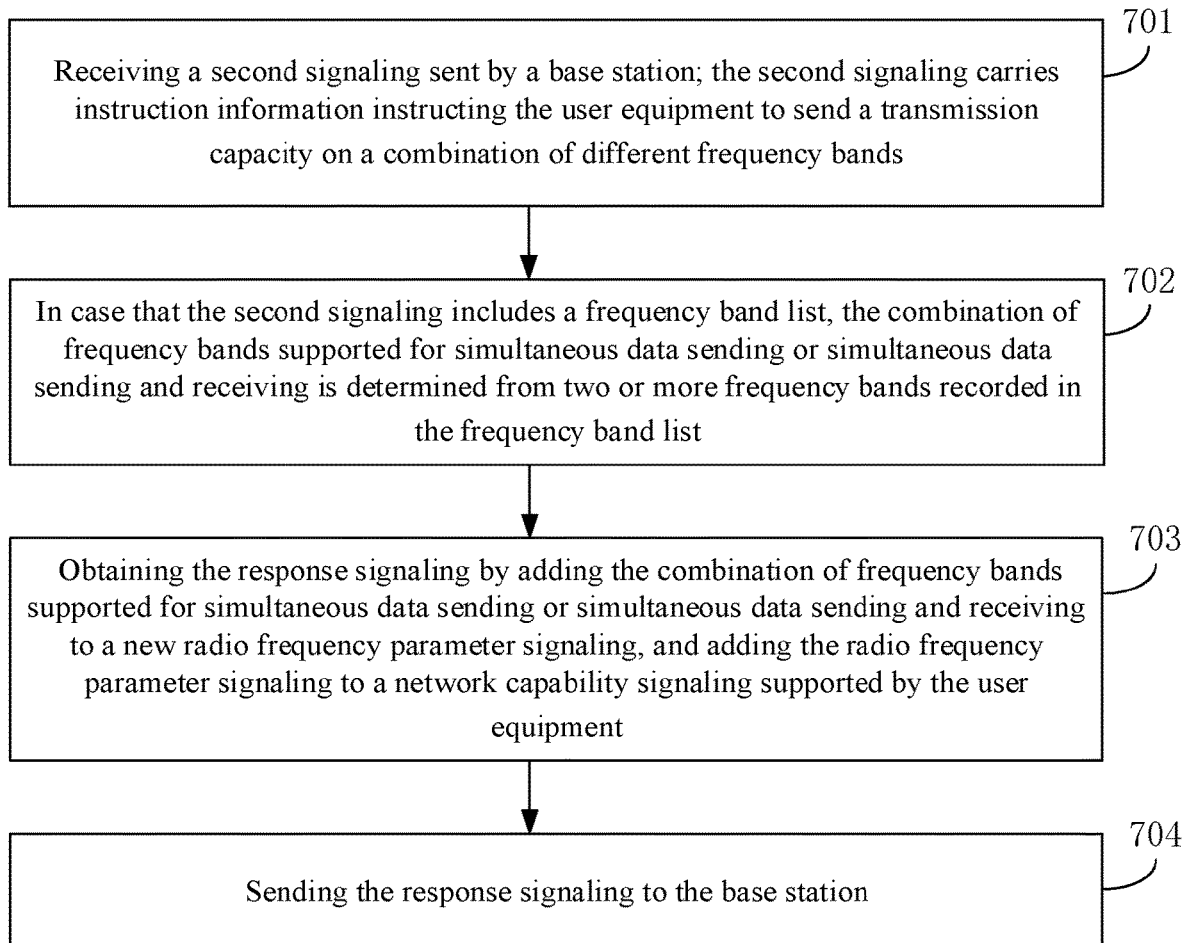 701
Receiving a second signaling sent by a base station; the second signaling carries
instruction information instructing the user equipment to send a transmission
capacity on a combination of different frequency bands
702
In case that the second signaling includes a frequency band list, the combination of
frequency bands supported for simultaneous data sending or simultaneous data
sending and receiving is determined from two or more frequency bands recorded in
the frequency band list
703
Obtaining the response signaling by adding the combination of frequency bands
supported for simultaneous data sending or simultaneous data sending and receiving
to a new radio frequency parameter signaling, and adding the radio frequency
parameter signaling to a network capability signaling supported by the user
equipment
704
Sending the response signaling to the base station